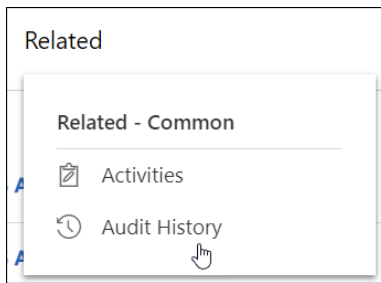 Related
Related - Common
Activities
A
Audit History
A